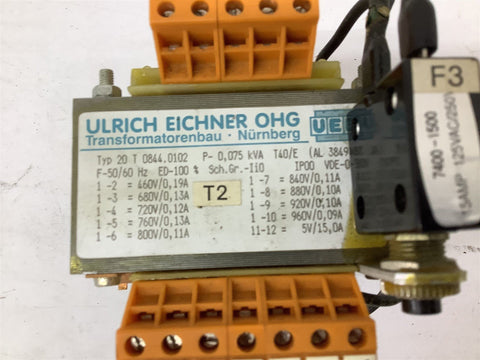 ULRICH EICHNER OHG
Transformatorenbau · Nürnberg
Typ 20 T 0844.0102 P- 0,075 kVA T40/E
F-50/60 Hz ED-100 % Sch.Gr.-II0 IP00
1 -2 = 460V/0,19A
1 -3 = 680V/0,13A
1 -4 = 720V/0,12A
1 -5 = 760V/0,13A
1 -6 = 800V/0,11A
T2
1 -7 = 840V/0,11A
1 -8 = 880V/0,10A
1 -9 = 920V/0,10A
1 -10 = 960V/0,09A
11-12 = 5V/15,0A
F3
7400-1500